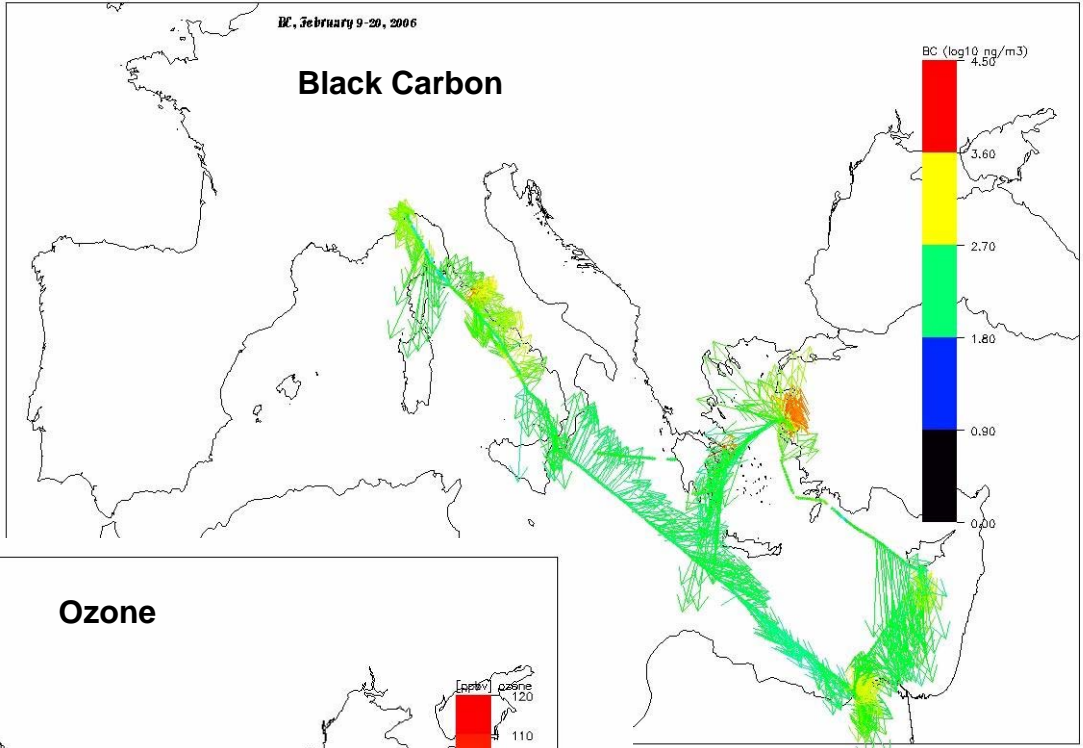 BC, February 9-20, 2006
Black Carbon
BC (log10 ng/m3)
4.50
3.60
2.70
1.80
0.90
0.00
Ozone
[ppbv] ozone
120
110